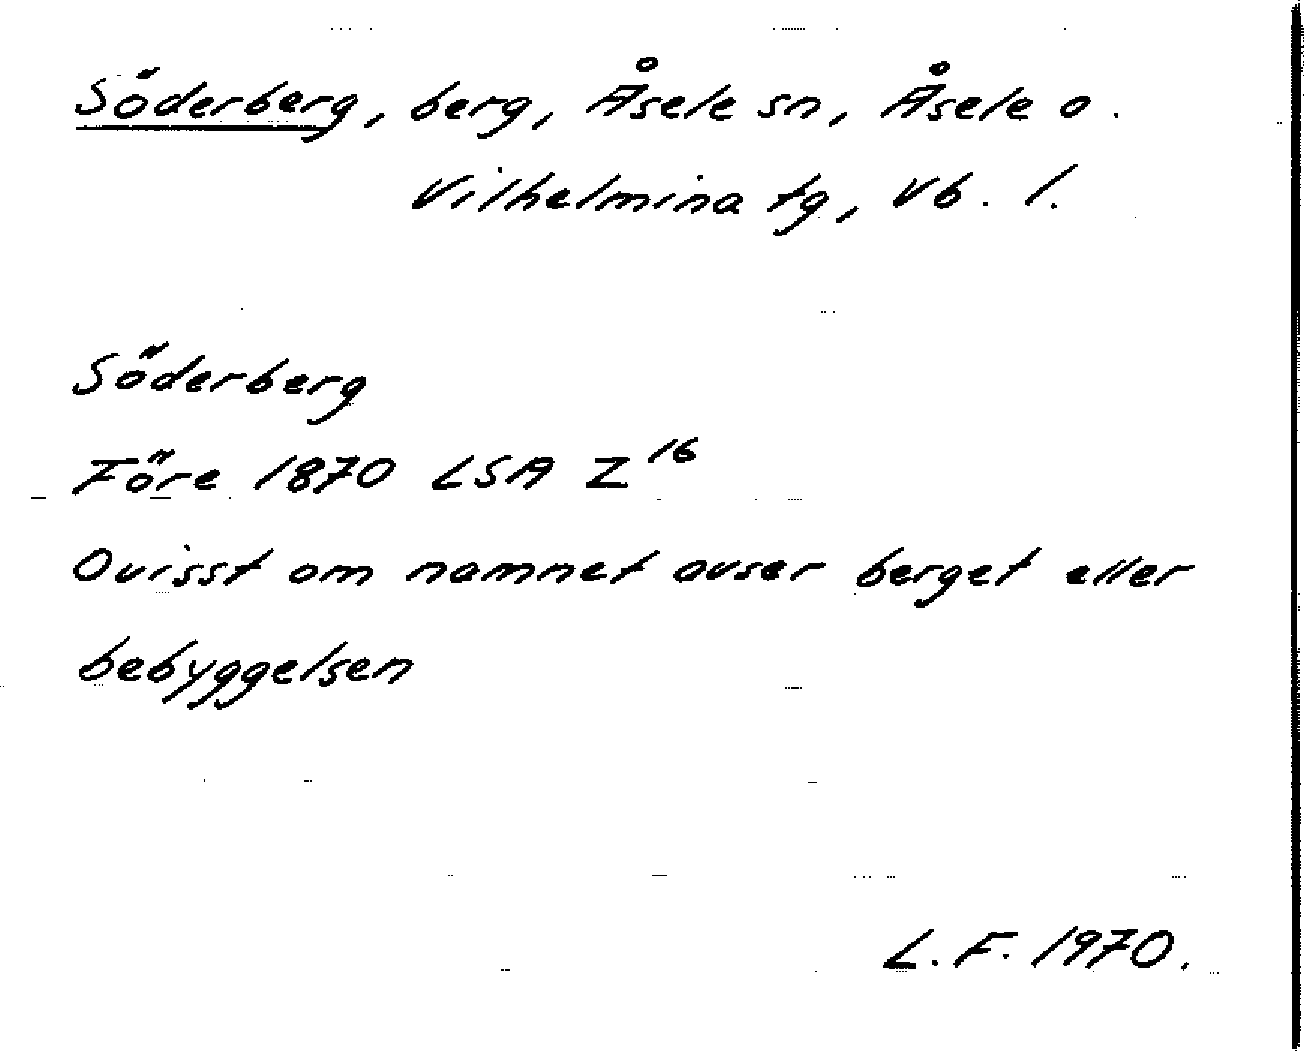 Söderberg, berg, Åsele sn, Åsele o.
Vilhelmina tg, Vb. l.
Söderberg
Före 1870 LSA Z¹⁶
Ovisst om namnet avser berget eller
bebyggelsen
L. F. 1970.